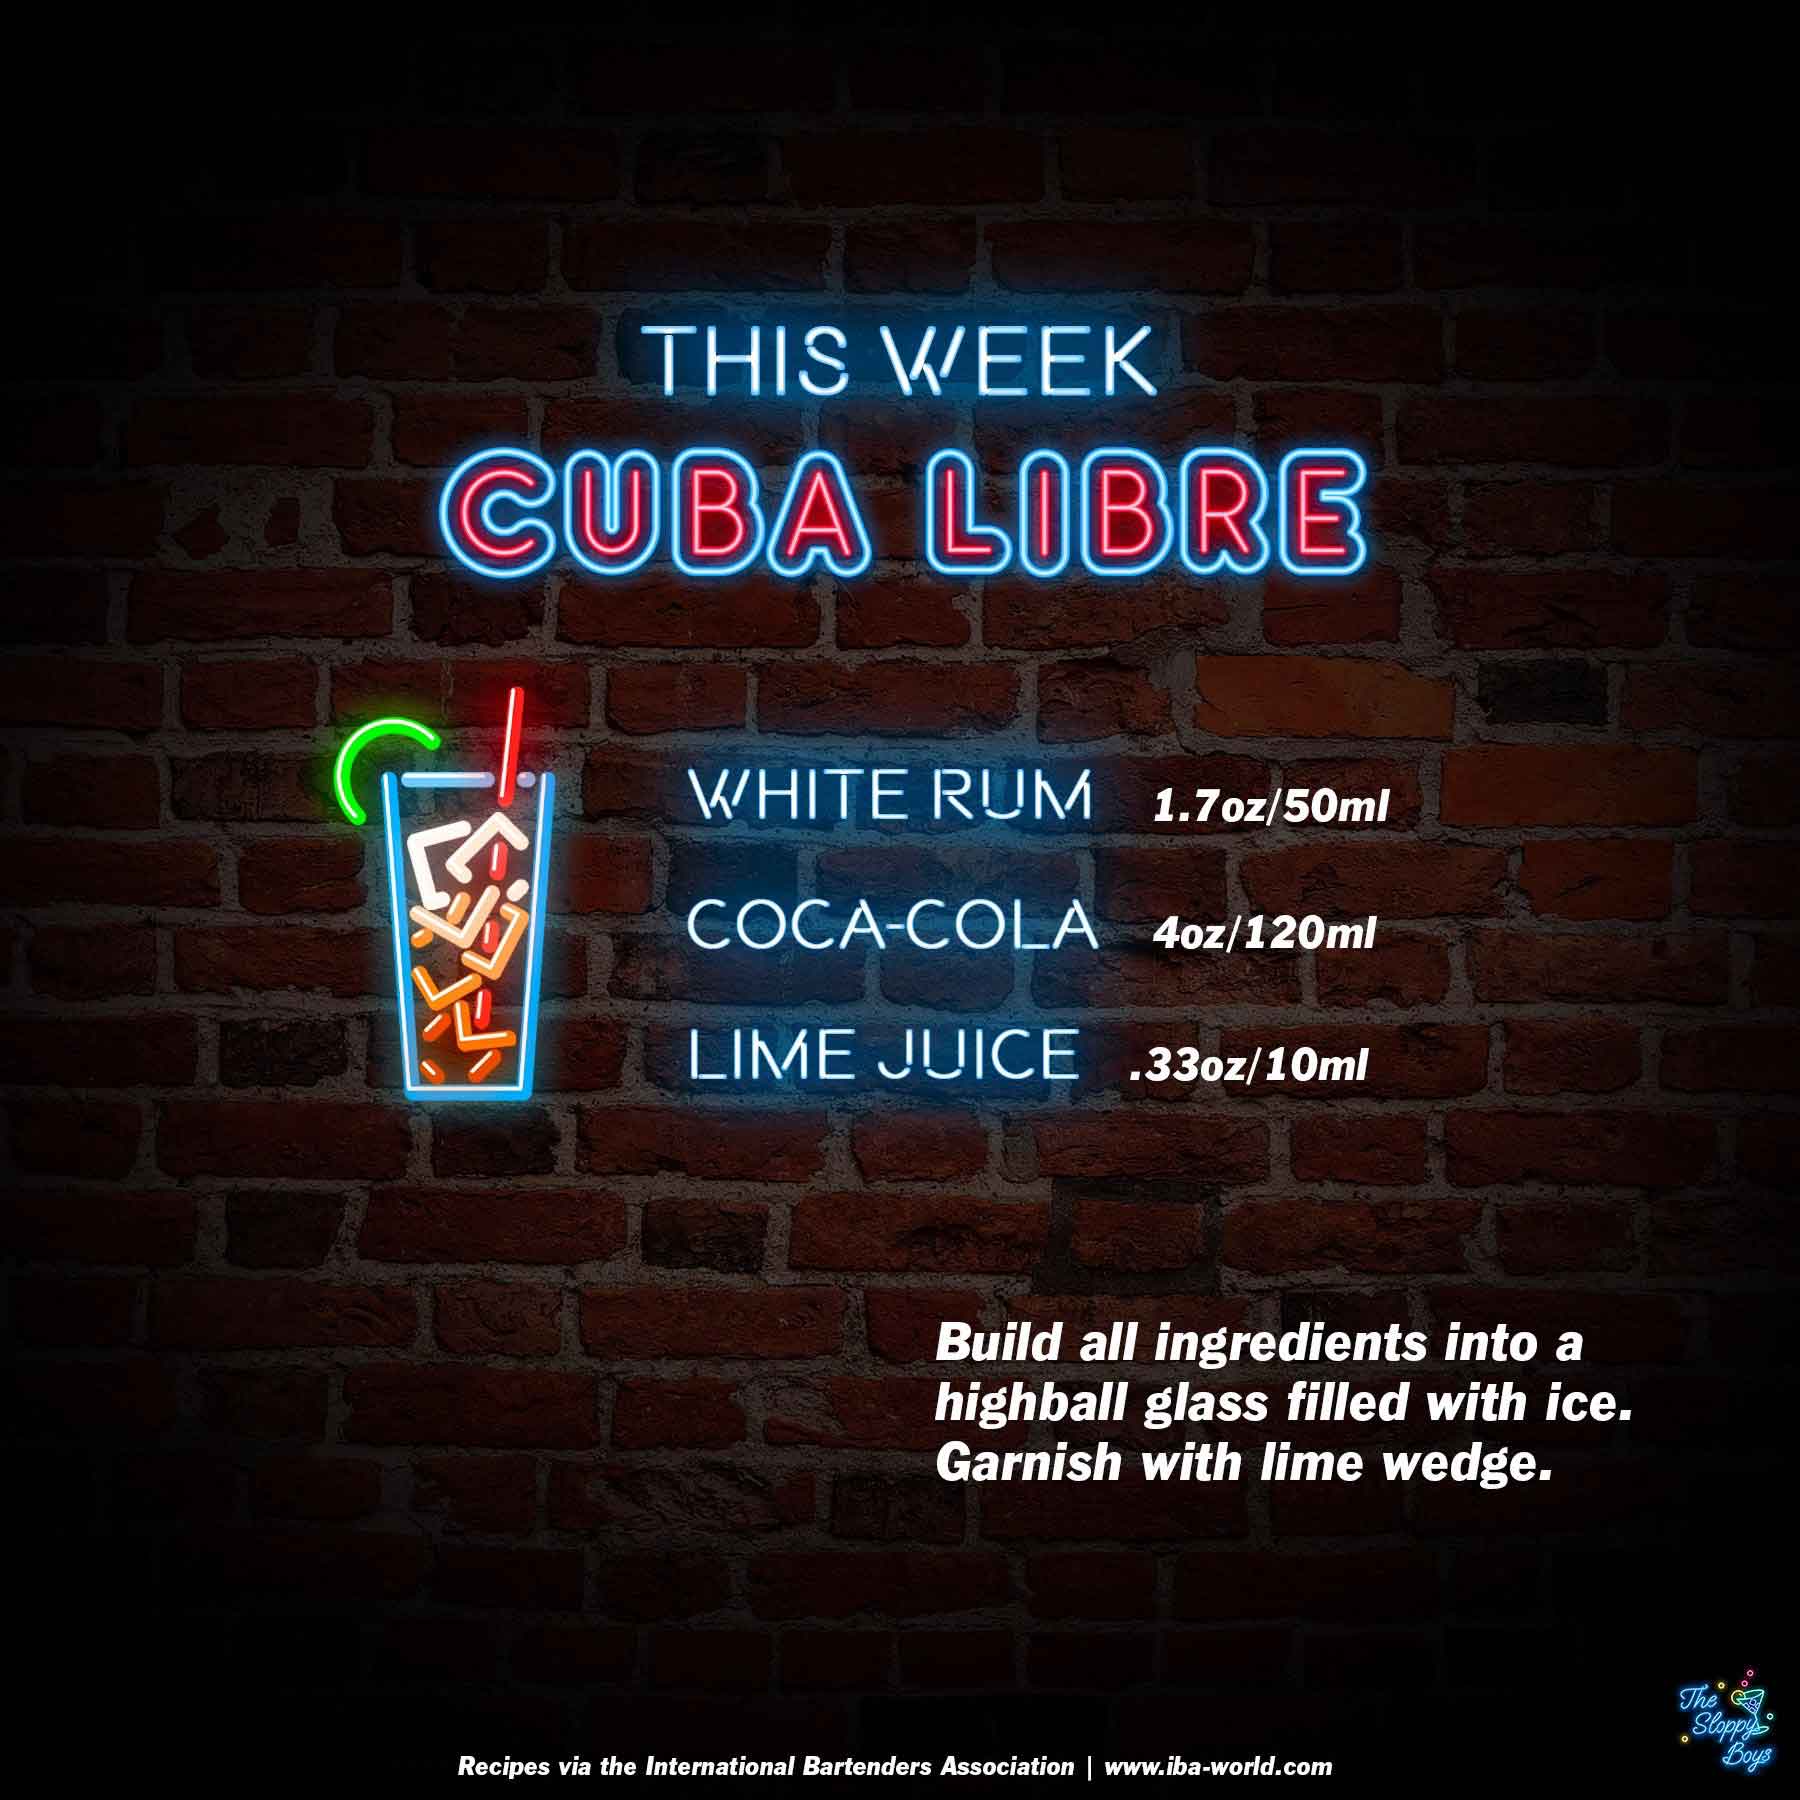 THIS WEEK
CUBA LIBRE
WHITE RUM 1.7oz/50ml
COCA-COLA 4oz/120ml
LIME JUICE .33oz/10ml
Build all ingredients into a
highball glass filled with ice.
Garnish with lime wedge.
The
Sloppy
Boys
Recipes via the International Bartenders Association | www.iba-world.com